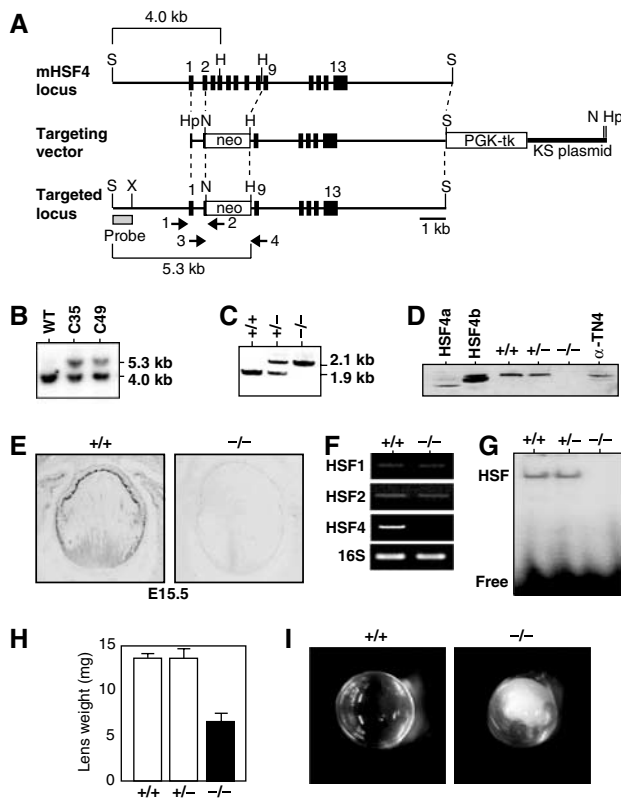 A
4.0 kb
S 1 2 H H 9 13 S
mHSF4
locus
Hp N H S N Hp
Targeting
vector
neo PGK-tk
KS plasmid
S X 1 N H 9 13 S
Targeted
locus
neo
1 2 1 kb
Probe
3 4
5.3 kb
B
WT C35 C49
5.3 kb
4.0 kb
C
+/+ +/− −/−
2.1 kb
1.9 kb
D
HSF4a HSF4b +/+ +/− −/− α-TN4
E
+/+ −/−
E15.5
F
+/+ −/−
HSF1
HSF2
HSF4
16S
G
+/+ +/− −/−
HSF
Free
H
Lens weight (mg)
15
10
5
0
+/+ +/− −/−
I
+/+ −/−